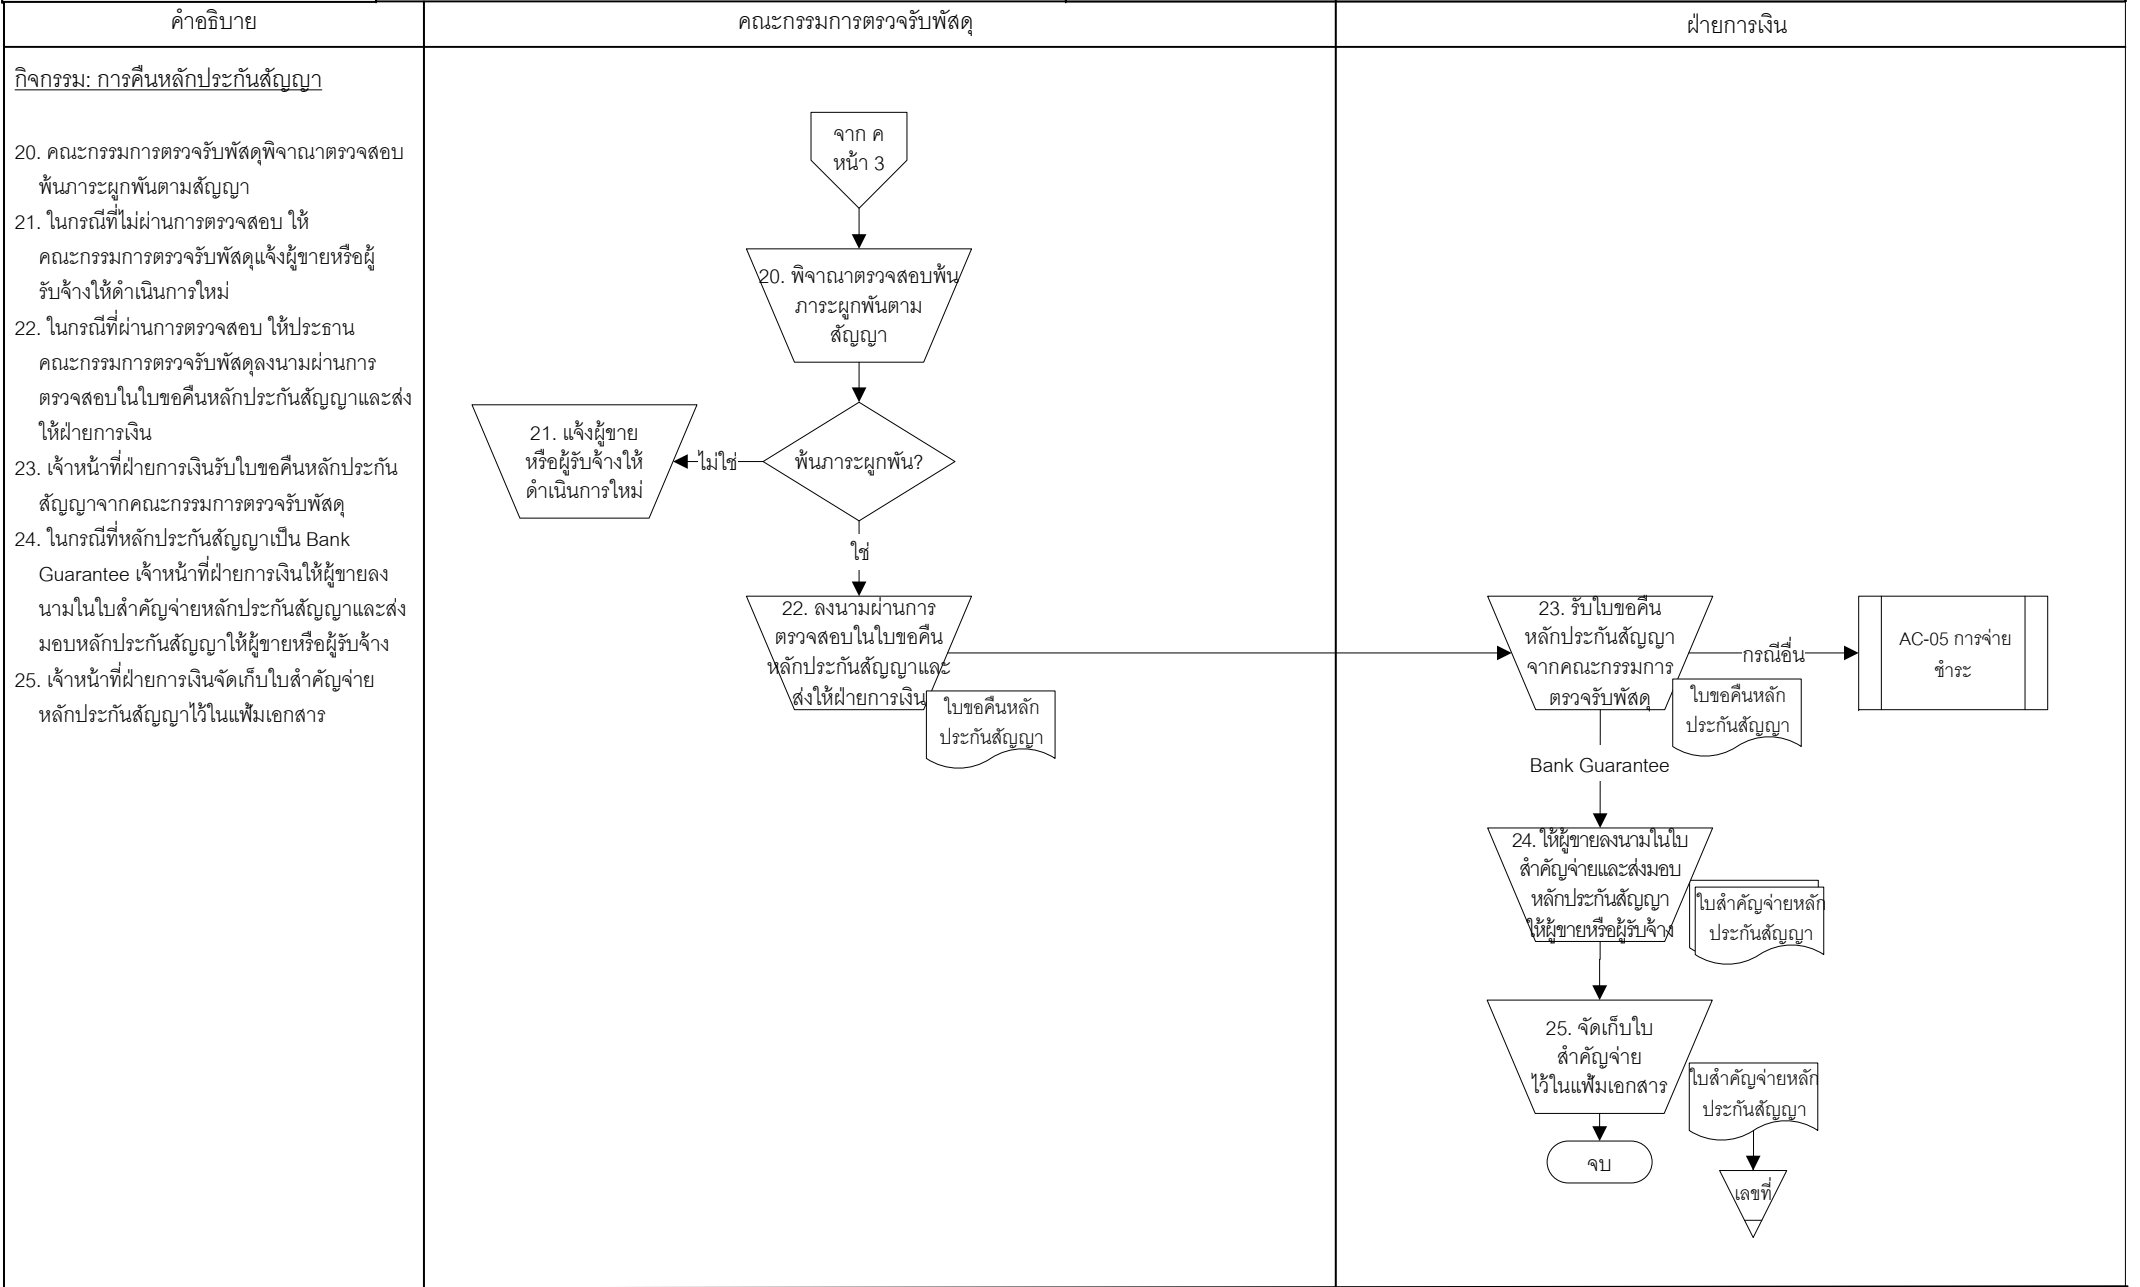 คำอธิบาย
คณะกรรมการตรวจรับพัสดุ
ฝ่ายการเงิน
กิจกรรม: การคืนหลักประกันสัญญา
20. คณะกรรมการตรวจรับพัสดุพิจาณาตรวจสอบ
พ้นภาระผูกพันตามสัญญา
21. ในกรณีที่ไม่ผ่านการตรวจสอบ ให้
คณะกรรมการตรวจรับพัสดุแจ้งผู้ขายหรือผู้
รับจ้างให้ดำเนินการใหม่
22. ในกรณีที่ผ่านการตรวจสอบ ให้ประธาน
คณะกรรมการตรวจรับพัสดุลงนามผ่านการ
ตรวจสอบในใบขอคืนหลักประกันสัญญาและส่ง
ให้ฝ่ายการเงิน
23. เจ้าหน้าที่ฝ่ายการเงินรับใบขอคืนหลักประกัน
สัญญาจากคณะกรรมการตรวจรับพัสดุ
24. ในกรณีที่หลักประกันสัญญาเป็น Bank
Guarantee เจ้าหน้าที่ฝ่ายการเงินให้ผู้ขายลง
นามในใบสำคัญจ่ายหลักประกันสัญญาและส่ง
มอบหลักประกันสัญญาให้ผู้ขายหรือผู้รับจ้าง
25. เจ้าหน้าที่ฝ่ายการเงินจัดเก็บใบสำคัญจ่าย
หลักประกันสัญญาไว้ในแฟ้มเอกสาร
จาก ค
หน้า 3
20. พิจาณาตรวจสอบพ้น
ภาระผูกพันตาม
สัญญา
พ้นภาระผูกพัน?
ไม่ใช่
21. แจ้งผู้ขาย
หรือผู้รับจ้างให้
ดำเนินการใหม่
ใช่
22. ลงนามผ่านการ
ตรวจสอบในใบขอคืน
หลักประกันสัญญาและ
ส่งให้ฝ่ายการเงิน
ใบขอคืนหลัก
ประกันสัญญา
23. รับใบขอคืน
หลักประกันสัญญา
จากคณะกรรมการ
ตรวจรับพัสดุ
ใบขอคืนหลัก
ประกันสัญญา
กรณีอื่น
AC-05 การจ่าย
ชำระ
Bank Guarantee
24. ให้ผู้ขายลงนามในใบ
สำคัญจ่ายและส่งมอบ
หลักประกันสัญญา
ให้ผู้ขายหรือผู้รับจ้าง
ใบสำคัญจ่ายหลัก
ประกันสัญญา
25. จัดเก็บใบ
สำคัญจ่าย
ไว้ในแฟ้มเอกสาร
ใบสำคัญจ่ายหลัก
ประกันสัญญา
จบ
เลขที่